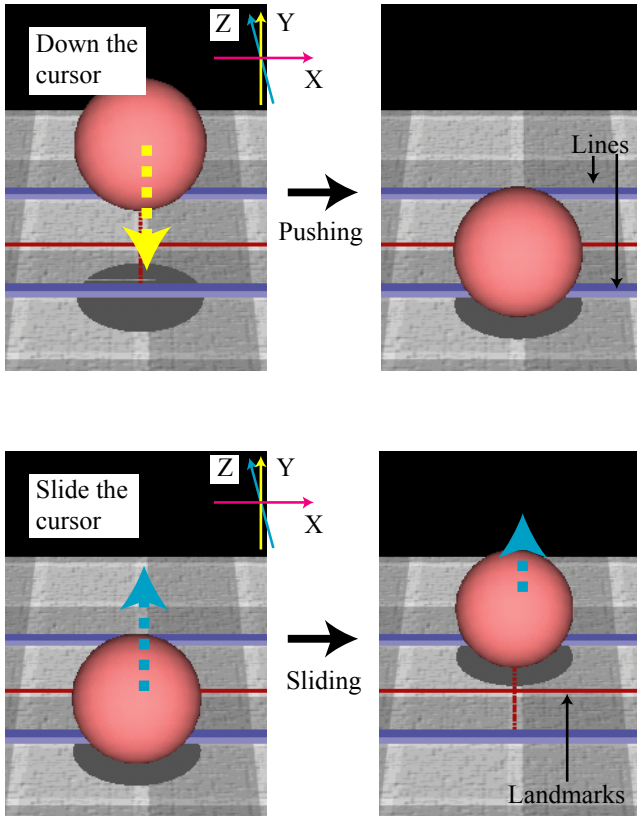 Down the
cursor
Z
Y
X
Pushing
Lines
Slide the
cursor
Z
Y
X
Sliding
Landmarks